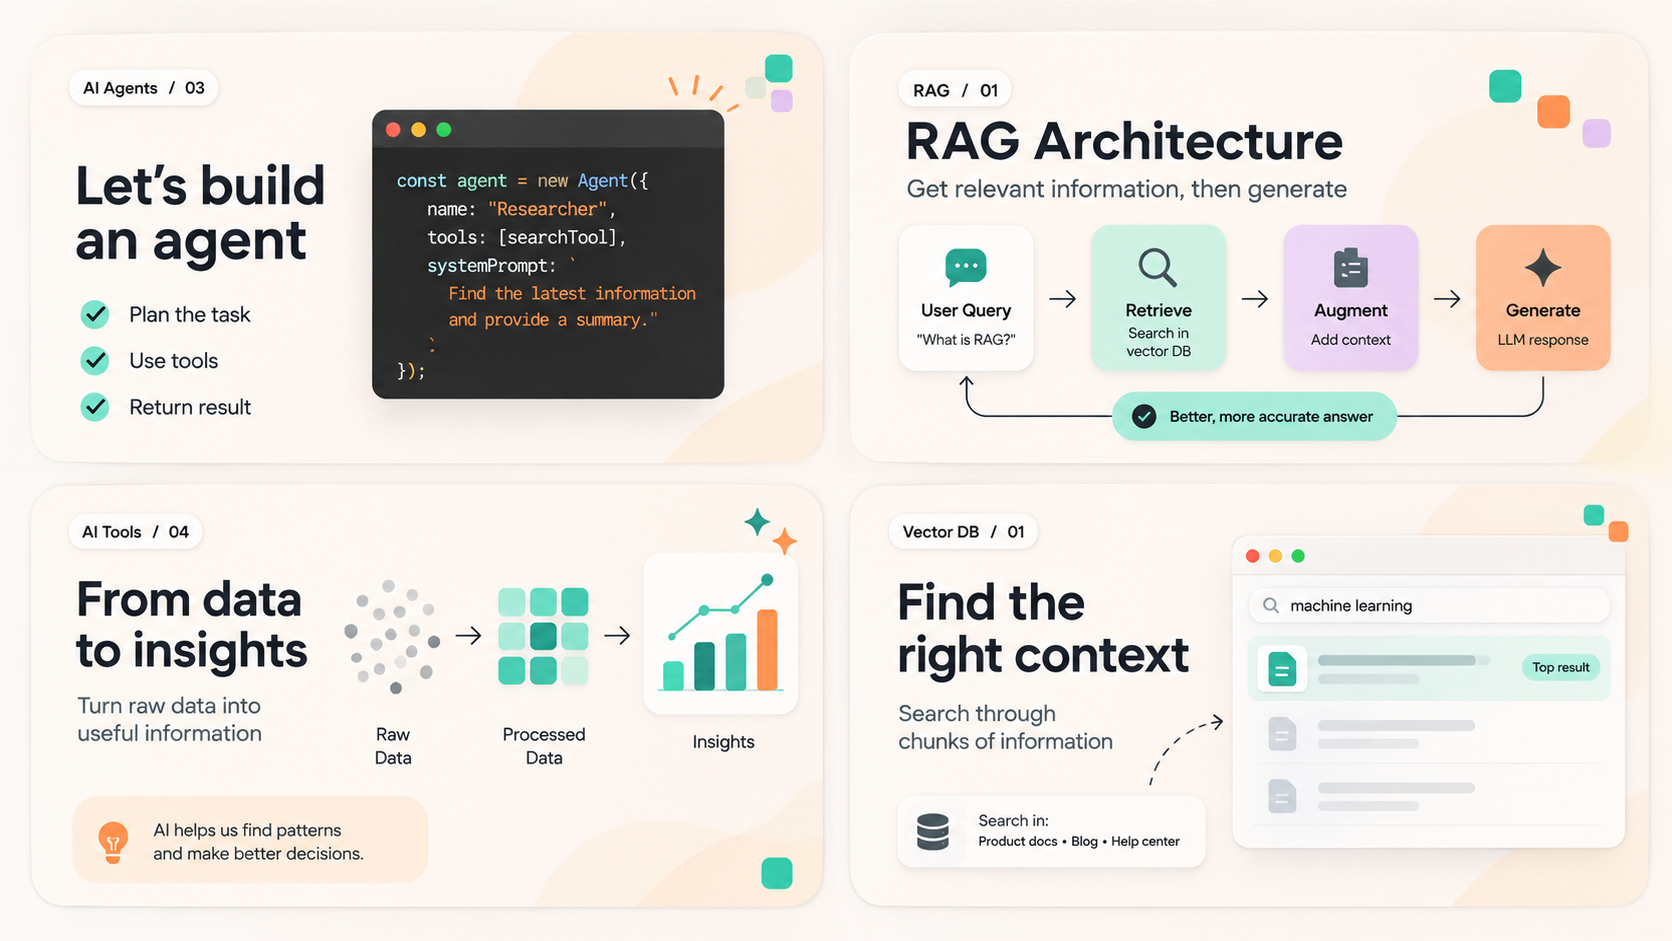 AI Agents / 03
Let's build
an agent
Plan the task
Use tools
Return result
const agent = new Agent({
name: "Researcher",
tools: [searchTool],
systemPrompt: `
Find the latest information
and provide a summary."
`;
});
RAG / 01
RAG Architecture
Get relevant information, then generate
User Query
"What is RAG?"
Retrieve
Search in
vector DB
Augment
Add context
Generate
LLM response
Better, more accurate answer
AI Tools / 04
From data
to insights
Turn raw data into
useful information
Raw
Data
Processed
Data
Insights
AI helps us find patterns
and make better decisions.
Vector DB / 01
Find the
right context
Search through
chunks of information
Search in:
Product docs • Blog • Help center
machine learning
Top result